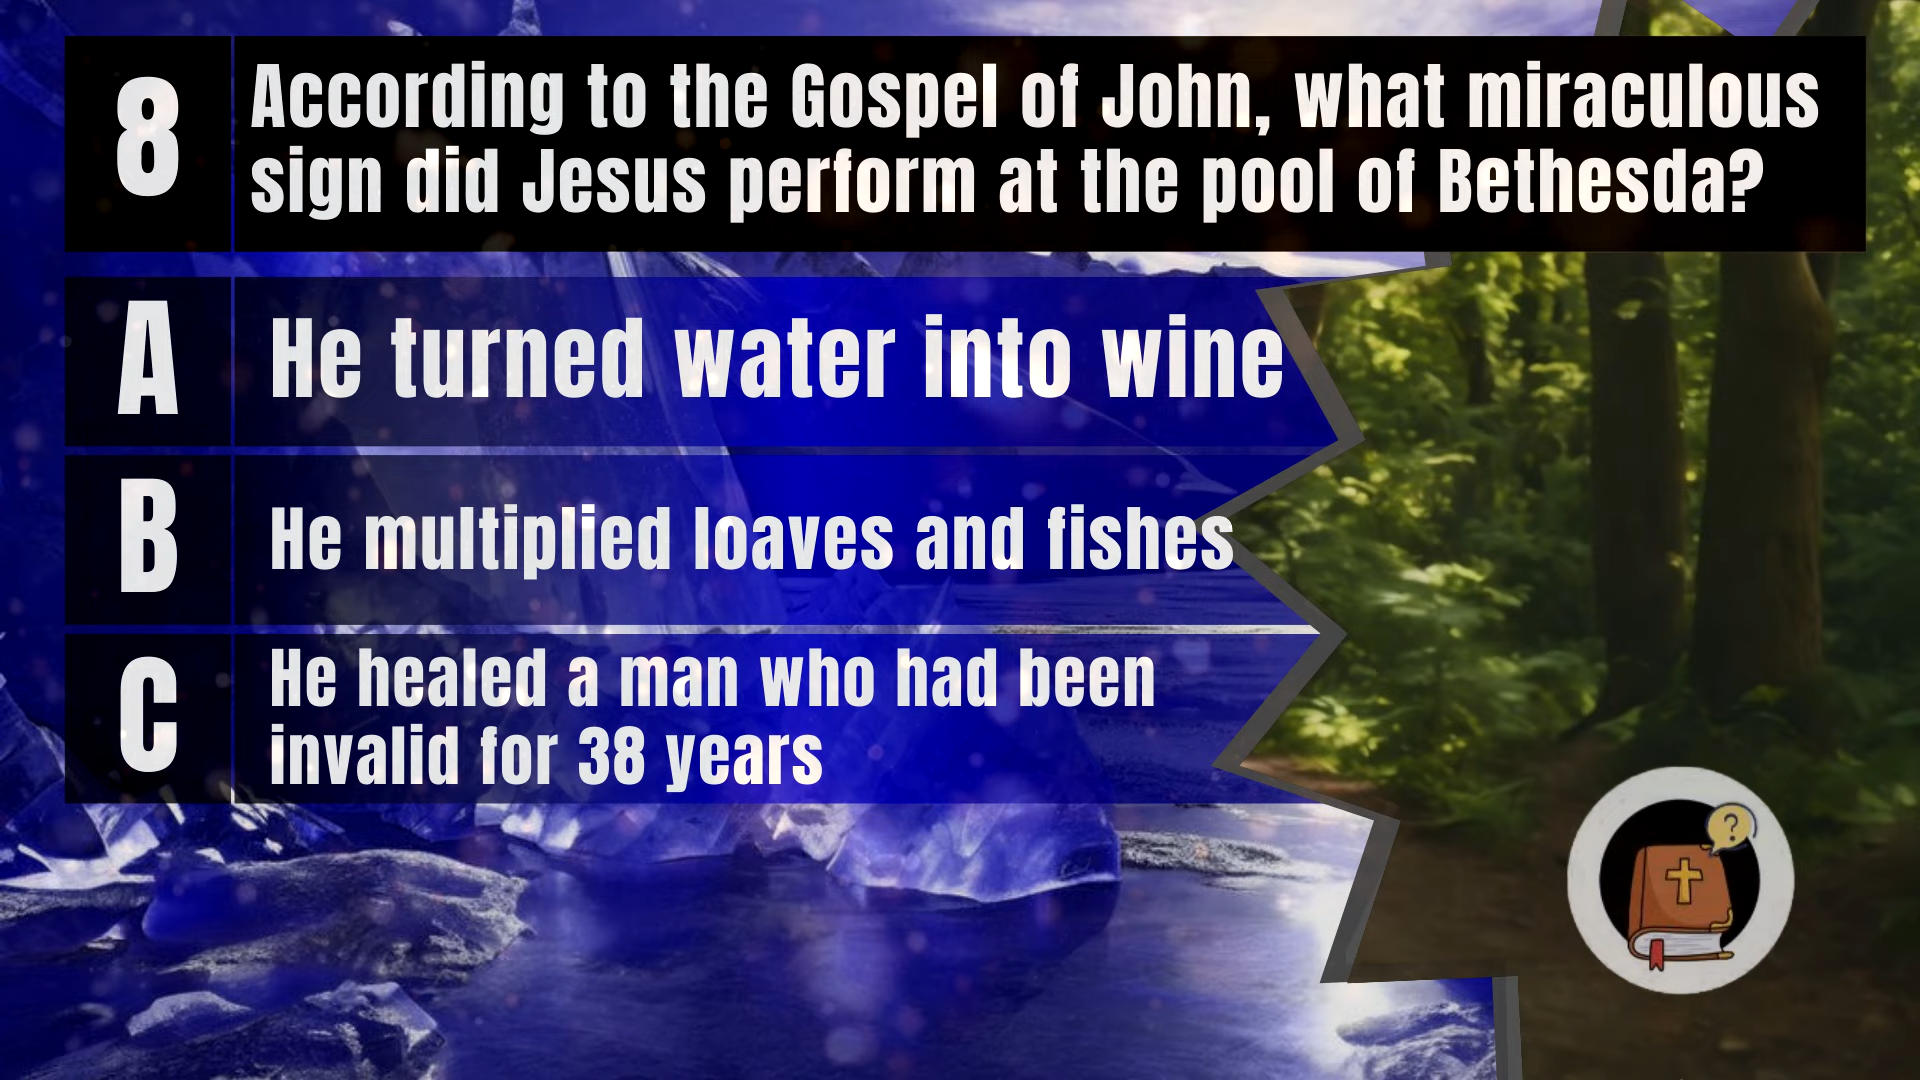 8
According to the Gospel of John, what miraculous
sign did Jesus perform at the pool of Bethesda?
A
He turned water into wine
B
He multiplied loaves and fishes
C
He healed a man who had been
invalid for 38 years
?